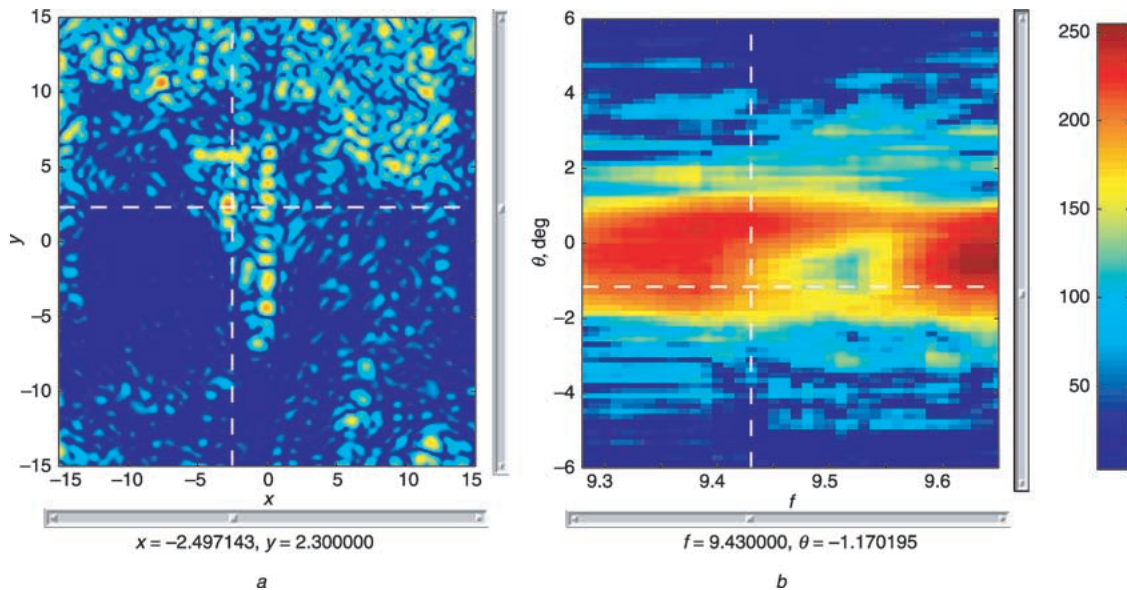 15
10
5
0
−5
−10
−15
y
−15 −10 −5 0 5 10 15
x
x = −2.497143, y = 2.300000
a
6
4
2
0
−2
−4
−6
θ, deg
9.3 9.4 9.5 9.6
f
f = 9.430000, θ = −1.170195
b
250
200
150
100
50